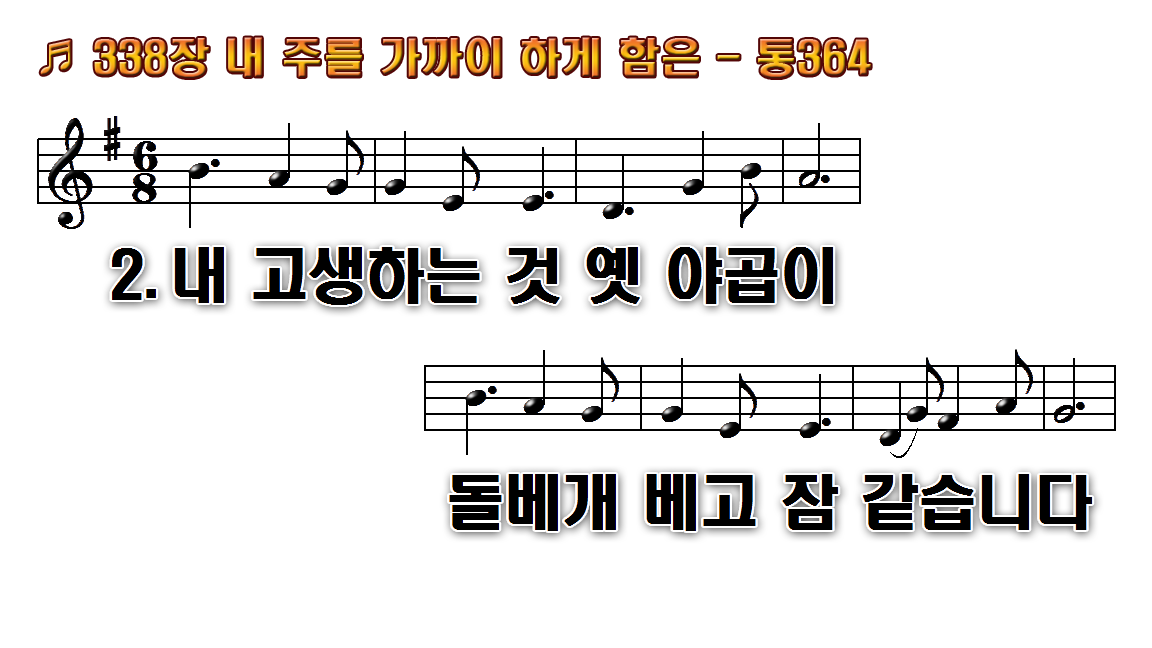 ♬ 338장 내 주를 가까이 하게 함은 - 통364
6
8
2. 내 고생하는 것 옛 야곱이
돌베개 베고 잠 같습니다